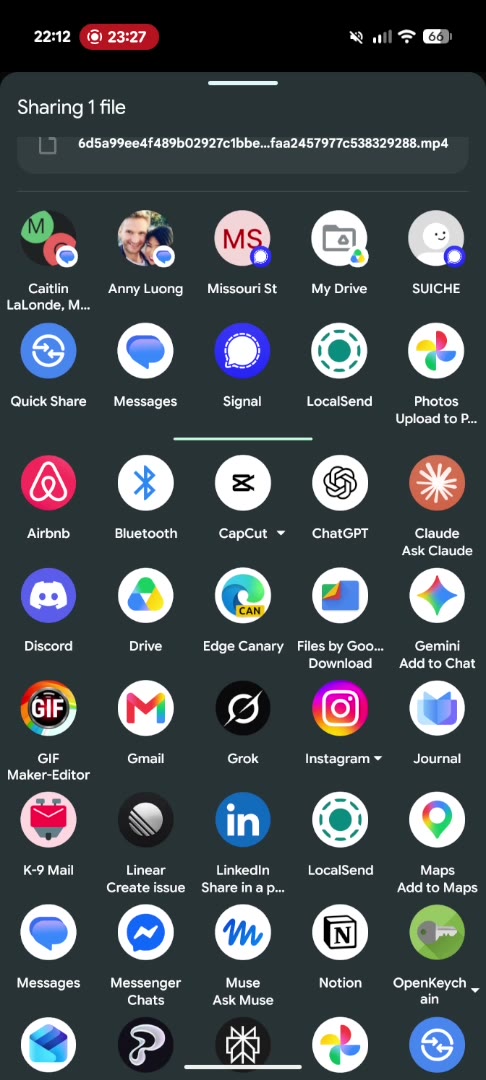 22:12 23:27 66
Sharing 1 file
6d5a99ee4f489b02927c1bbe...faa2457977c538329288.mp4
M MS
Caitlin Anny Luong Missouri St My Drive SUICHE
LaLonde, M...
Quick Share Messages Signal LocalSend Photos
Upload to P...
Airbnb Bluetooth CapCut ChatGPT Claude
Ask Claude
CAN
Discord Drive Edge Canary Files by Goo... Gemini
Download Add to Chat
GIF in
GIF Gmail Grok Instagram Journal
Maker-Editor
K-9 Mail Linear LinkedIn LocalSend Maps
Create issue Share in a p... Add to Maps
Messages Messenger Muse Notion OpenKeych
Chats Ask Muse ain